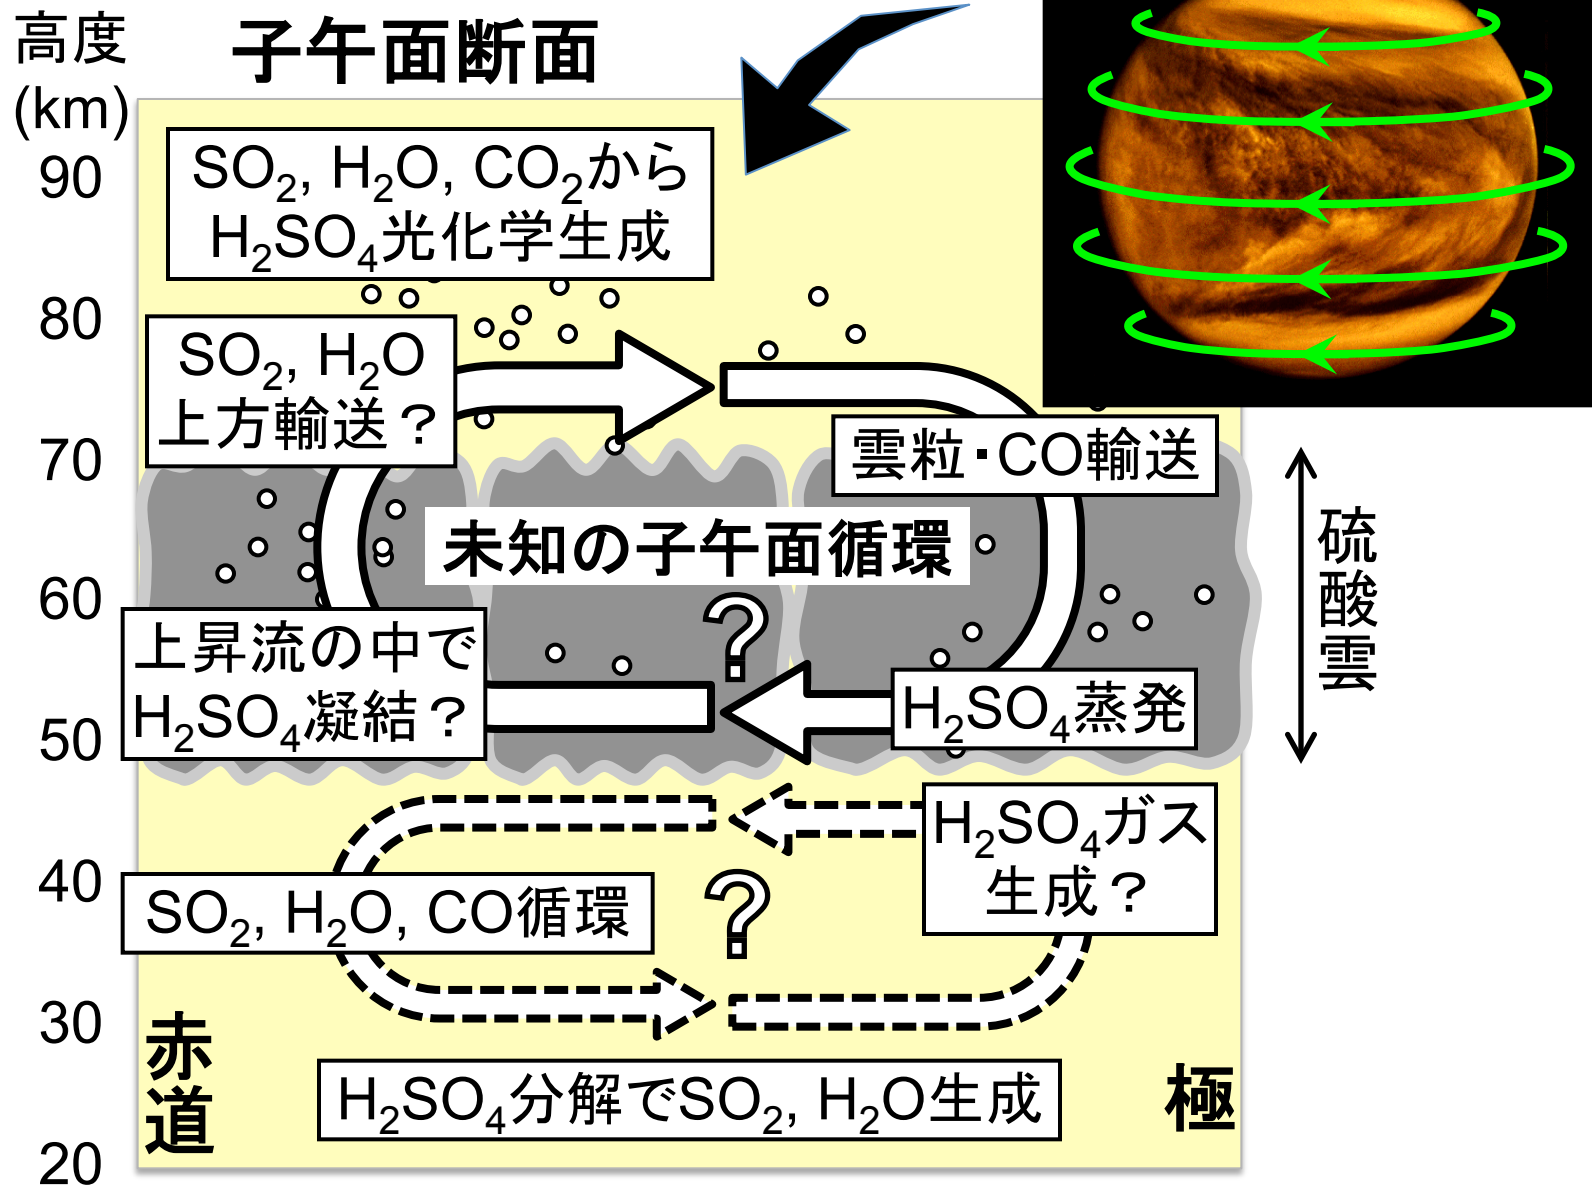 高度
(km)
子午面断面
90
80
70
60
50
40
30
20
SO₂, H₂O, CO₂から
H₂SO₄光化学生成
SO₂, H₂O
上方輸送？
雲粒・CO輸送
未知の子午面循環
?
上昇流の中で
H₂SO₄凝結？
H₂SO₄蒸発
硫酸雲
H₂SO₄ガス
生成？
SO₂, H₂O, CO循環
?
赤道
H₂SO₄分解でSO₂, H₂O生成
極